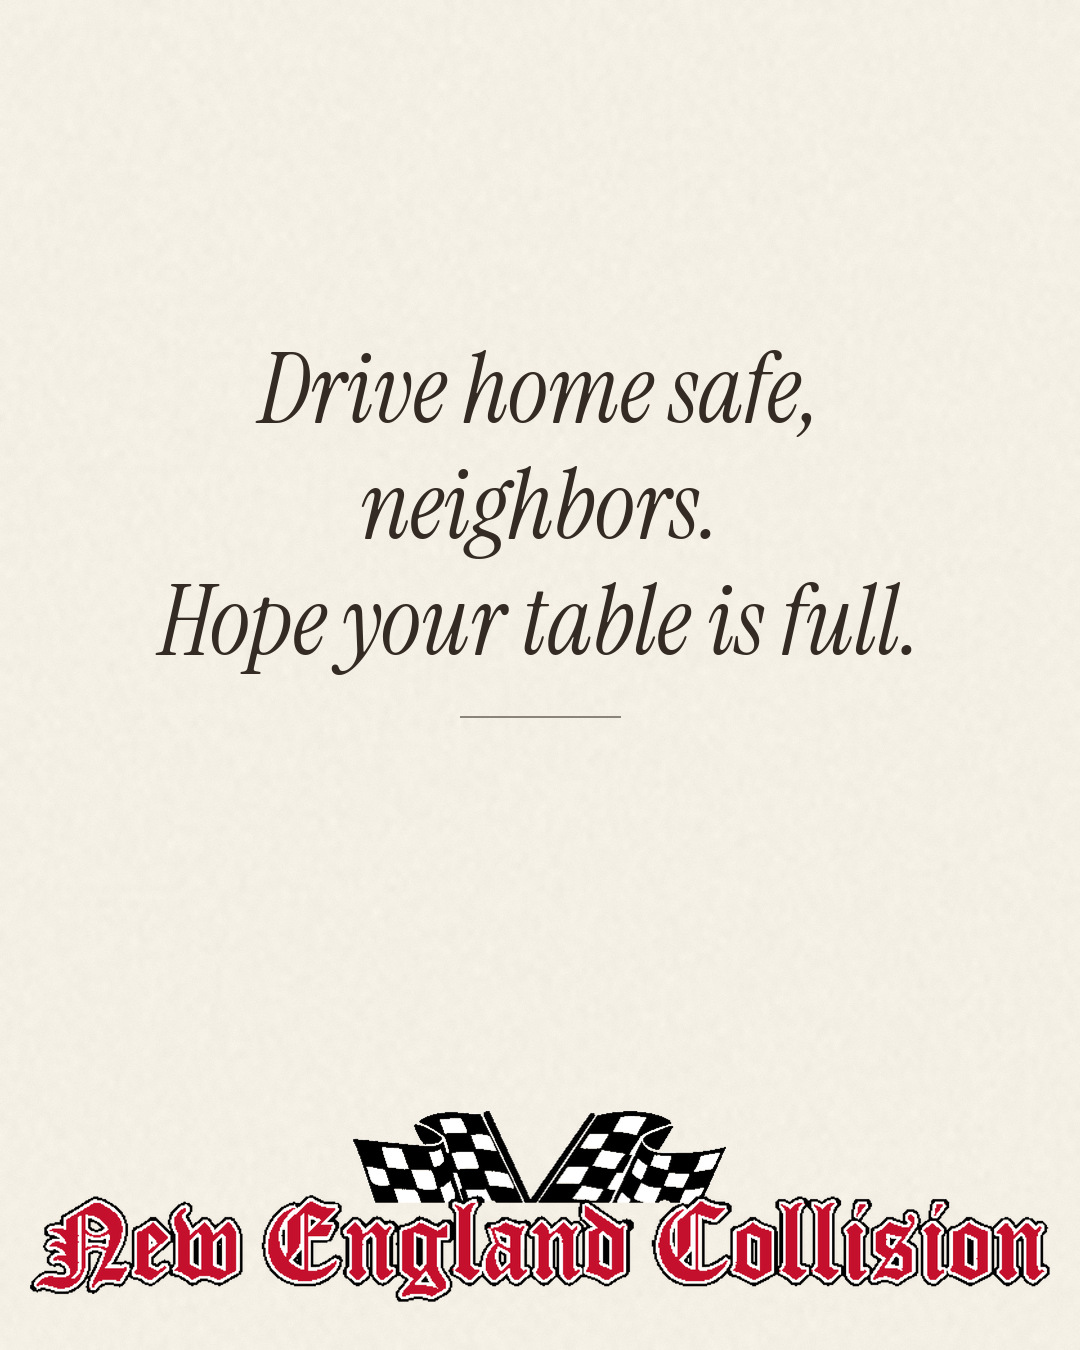 Drive home safe,
neighbors.
Hope your table is full.
New England Collision